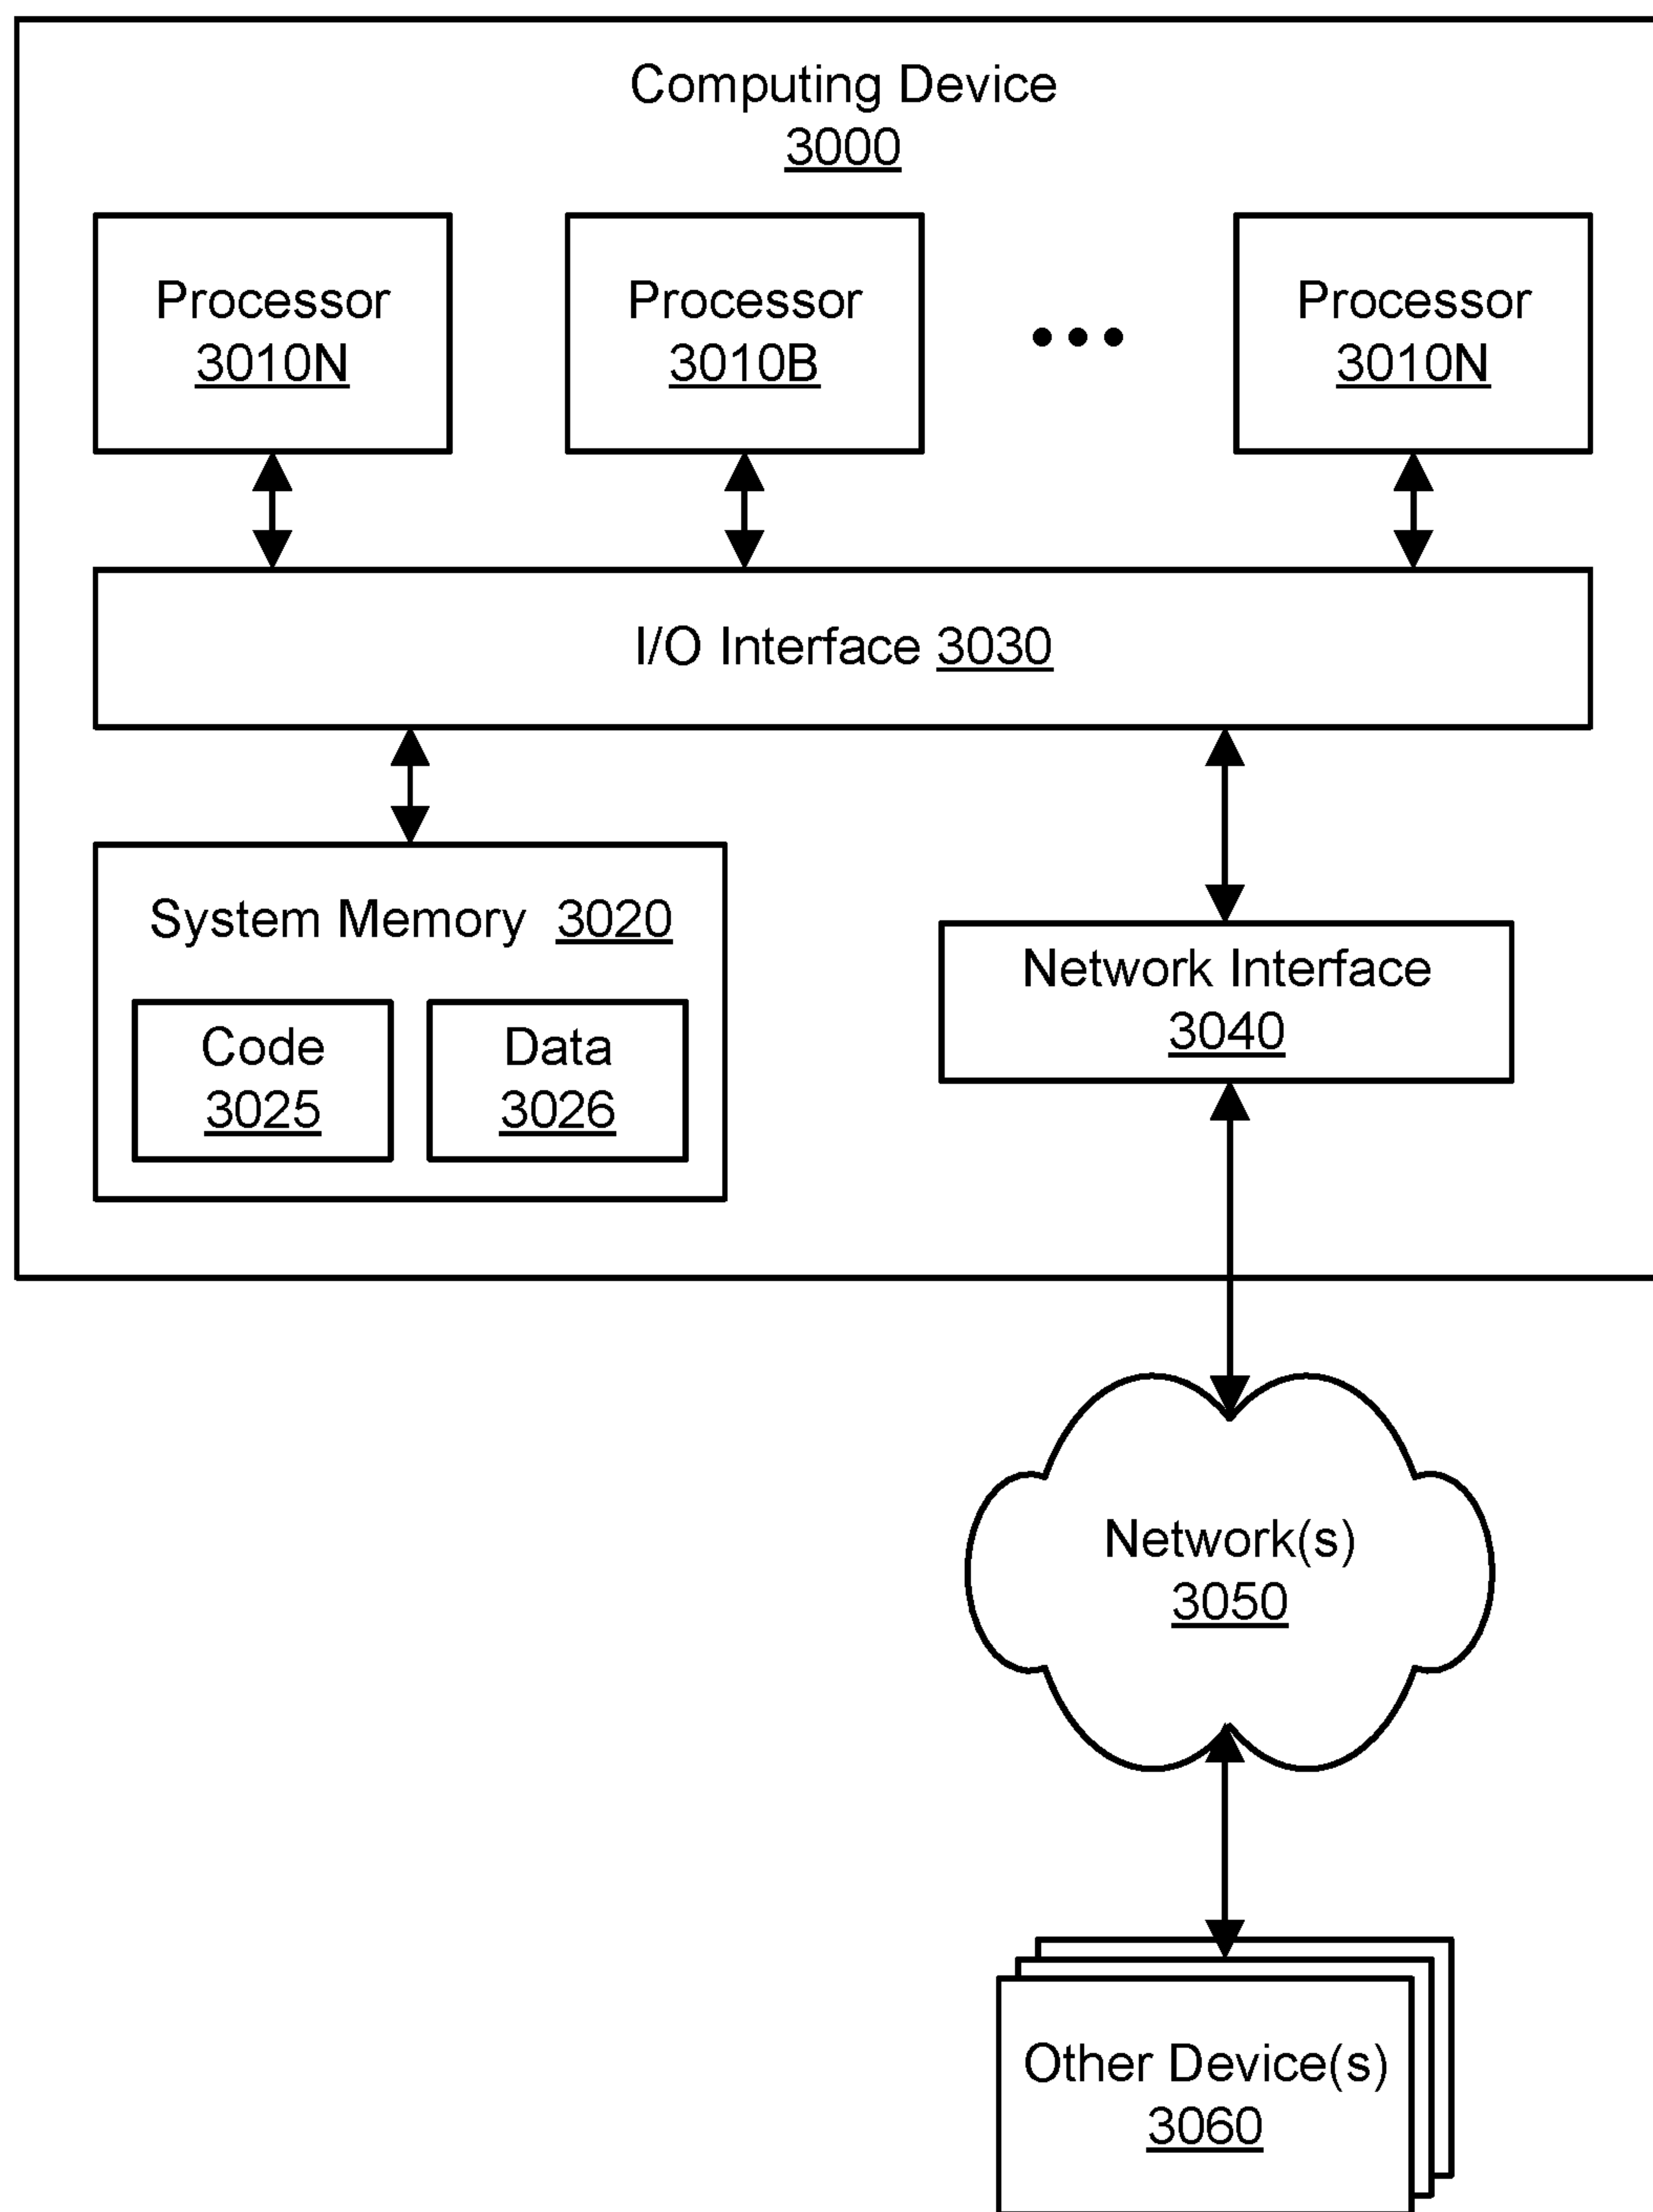 Computing Device
3000
Processor
3010N
Processor
3010B
Processor
3010N
I/O Interface 3030
System Memory 3020
Code
3025
Data
3026
Network Interface
3040
Network(s)
3050
Other Device(s)
3060